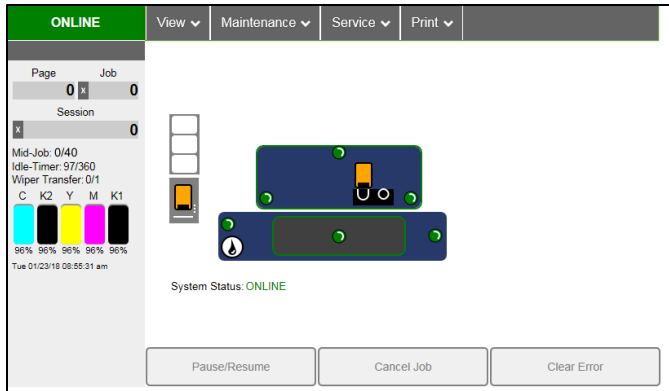 ONLINE View Maintenance Service Print
Page Job
0 x 0
Session
x 0
Mid-Job: 0/40
Idle-Timer: 97/360
Wiper Transfer: 0/1
C K2 Y M K1
96% 96% 96% 96% 96%
Tue 01/23/18 08:55:31 am
System Status: ONLINE
Pause/Resume Cancel Job Clear Error